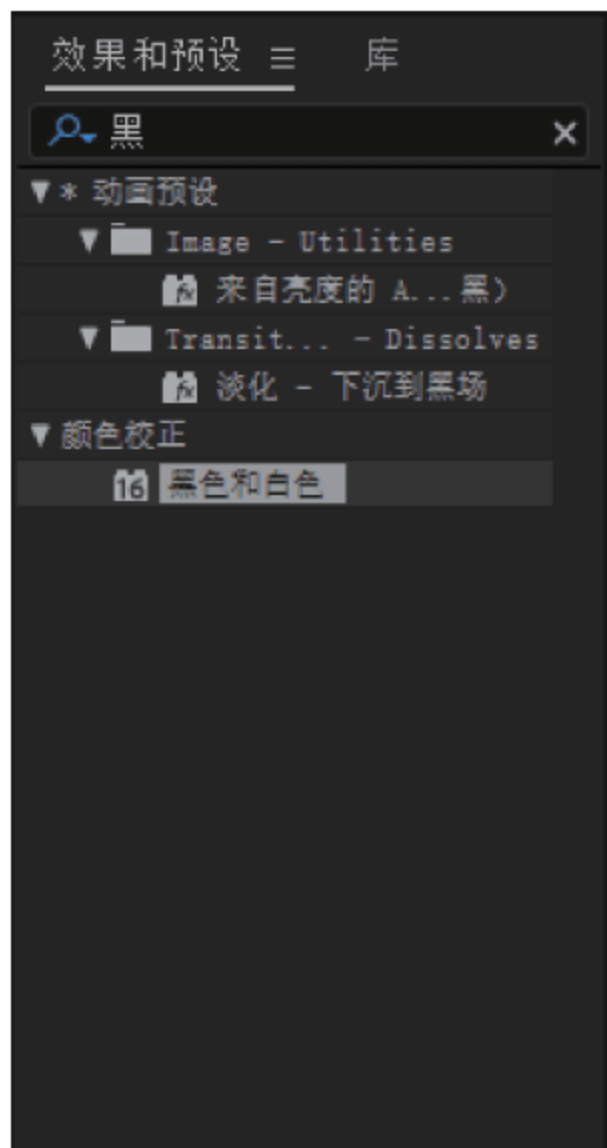 效果和预设 库
黑
* 动画预设
Image - Utilities
来自亮度的 A...黑)
Transit... - Dissolves
淡化 - 下沉到黑场
颜色校正
16 黑色和白色